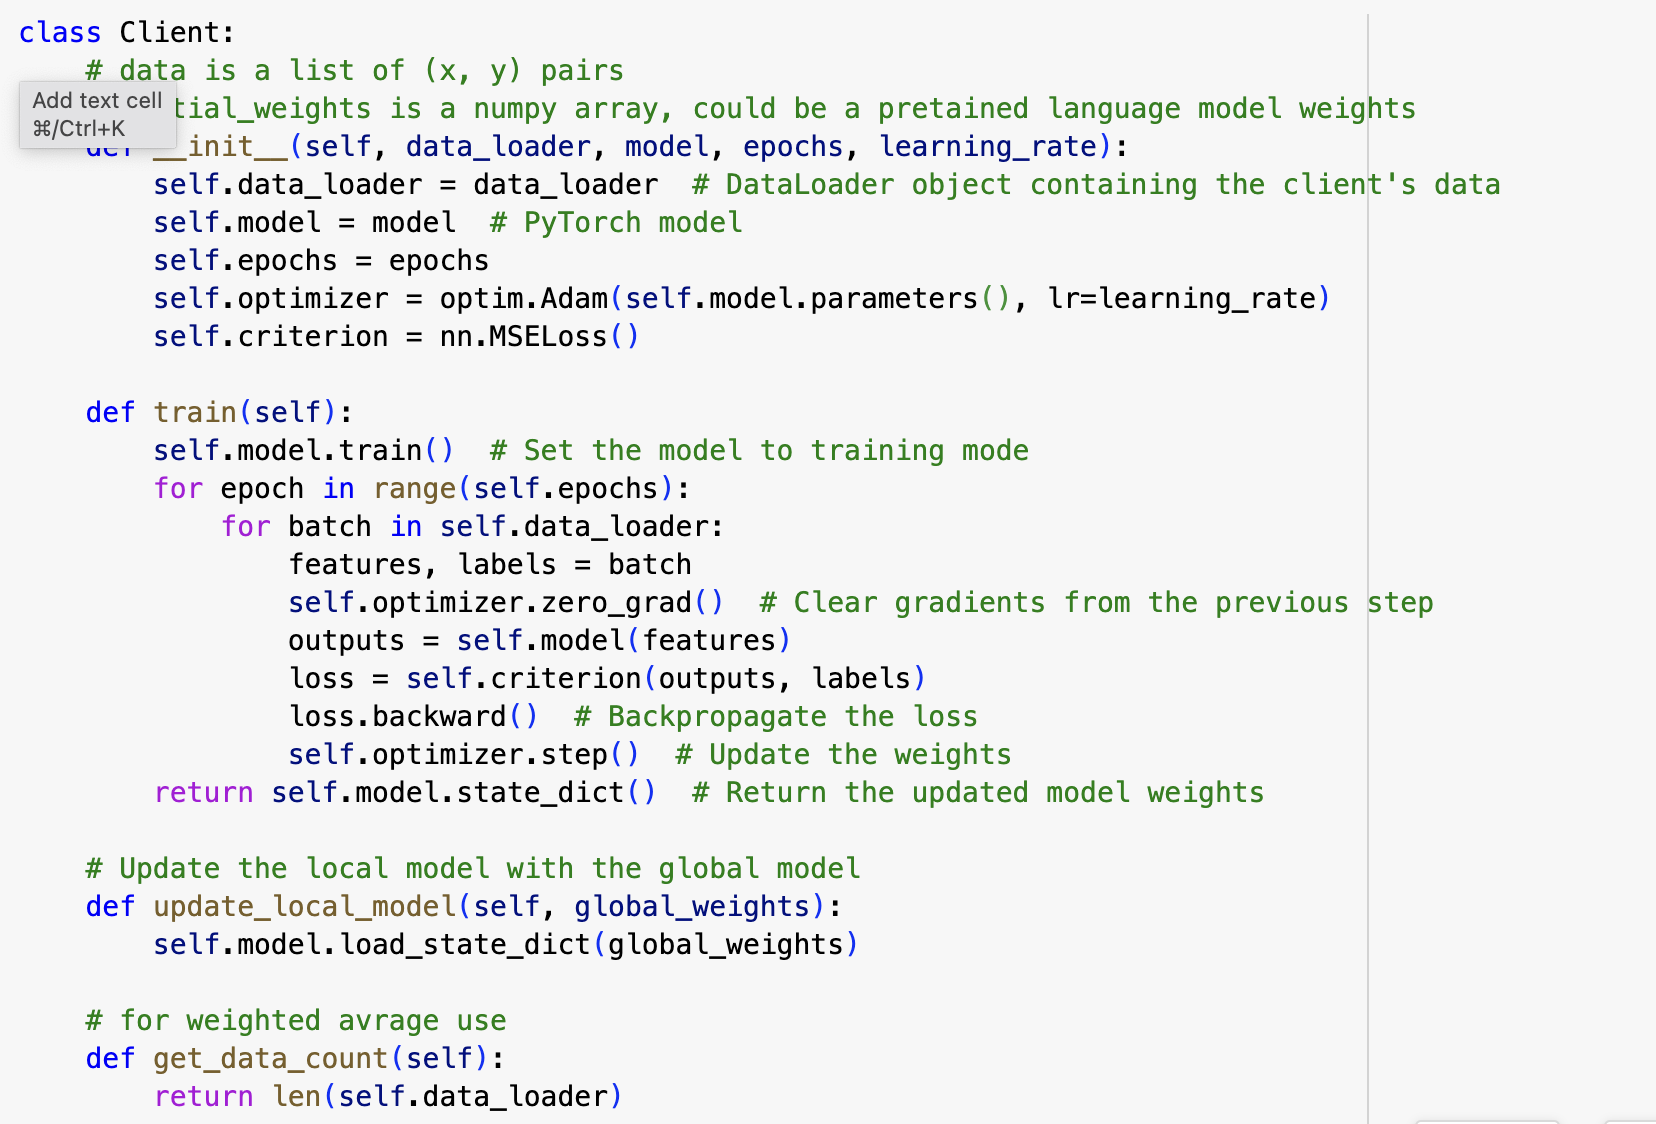 class Client:
    # data is a list of (x, y) pairs
Add text cell
⌘/Ctrl+K
tial_weights is a numpy array, could be a pretained language model weights
    def __init__(self, data_loader, model, epochs, learning_rate):
        self.data_loader = data_loader  # DataLoader object containing the client's data
        self.model = model  # PyTorch model
        self.epochs = epochs
        self.optimizer = optim.Adam(self.model.parameters(), lr=learning_rate)
        self.criterion = nn.MSELoss()

    def train(self):
        self.model.train()  # Set the model to training mode
        for epoch in range(self.epochs):
            for batch in self.data_loader:
                features, labels = batch
                self.optimizer.zero_grad()  # Clear gradients from the previous step
                outputs = self.model(features)
                loss = self.criterion(outputs, labels)
                loss.backward()  # Backpropagate the loss
                self.optimizer.step()  # Update the weights
        return self.model.state_dict()  # Return the updated model weights

    # Update the local model with the global model
    def update_local_model(self, global_weights):
        self.model.load_state_dict(global_weights)

    # for weighted avrage use
    def get_data_count(self):
        return len(self.data_loader)